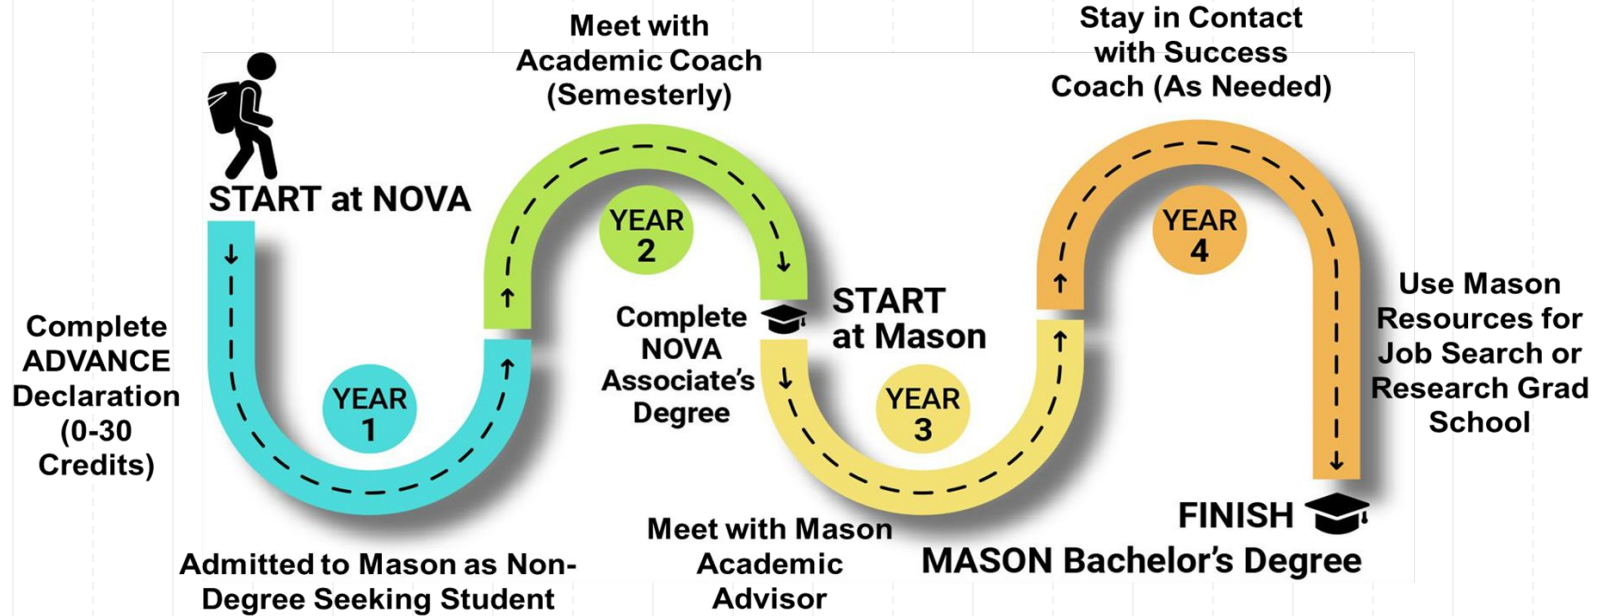 START at NOVA
Complete
ADVANCE
Declaration
(0-30
Credits)
YEAR
1
Admitted to Mason as Non-
Degree Seeking Student
Meet with
Academic Coach
(Semesterly)
YEAR
2
Complete
NOVA
Associate's
Degree
START
at Mason
YEAR
3
Meet with Mason
Academic
Advisor
Stay in Contact
with Success
Coach (As Needed)
YEAR
4
Use Mason
Resources for
Job Search or
Research Grad
School
FINISH
MASON Bachelor's Degree